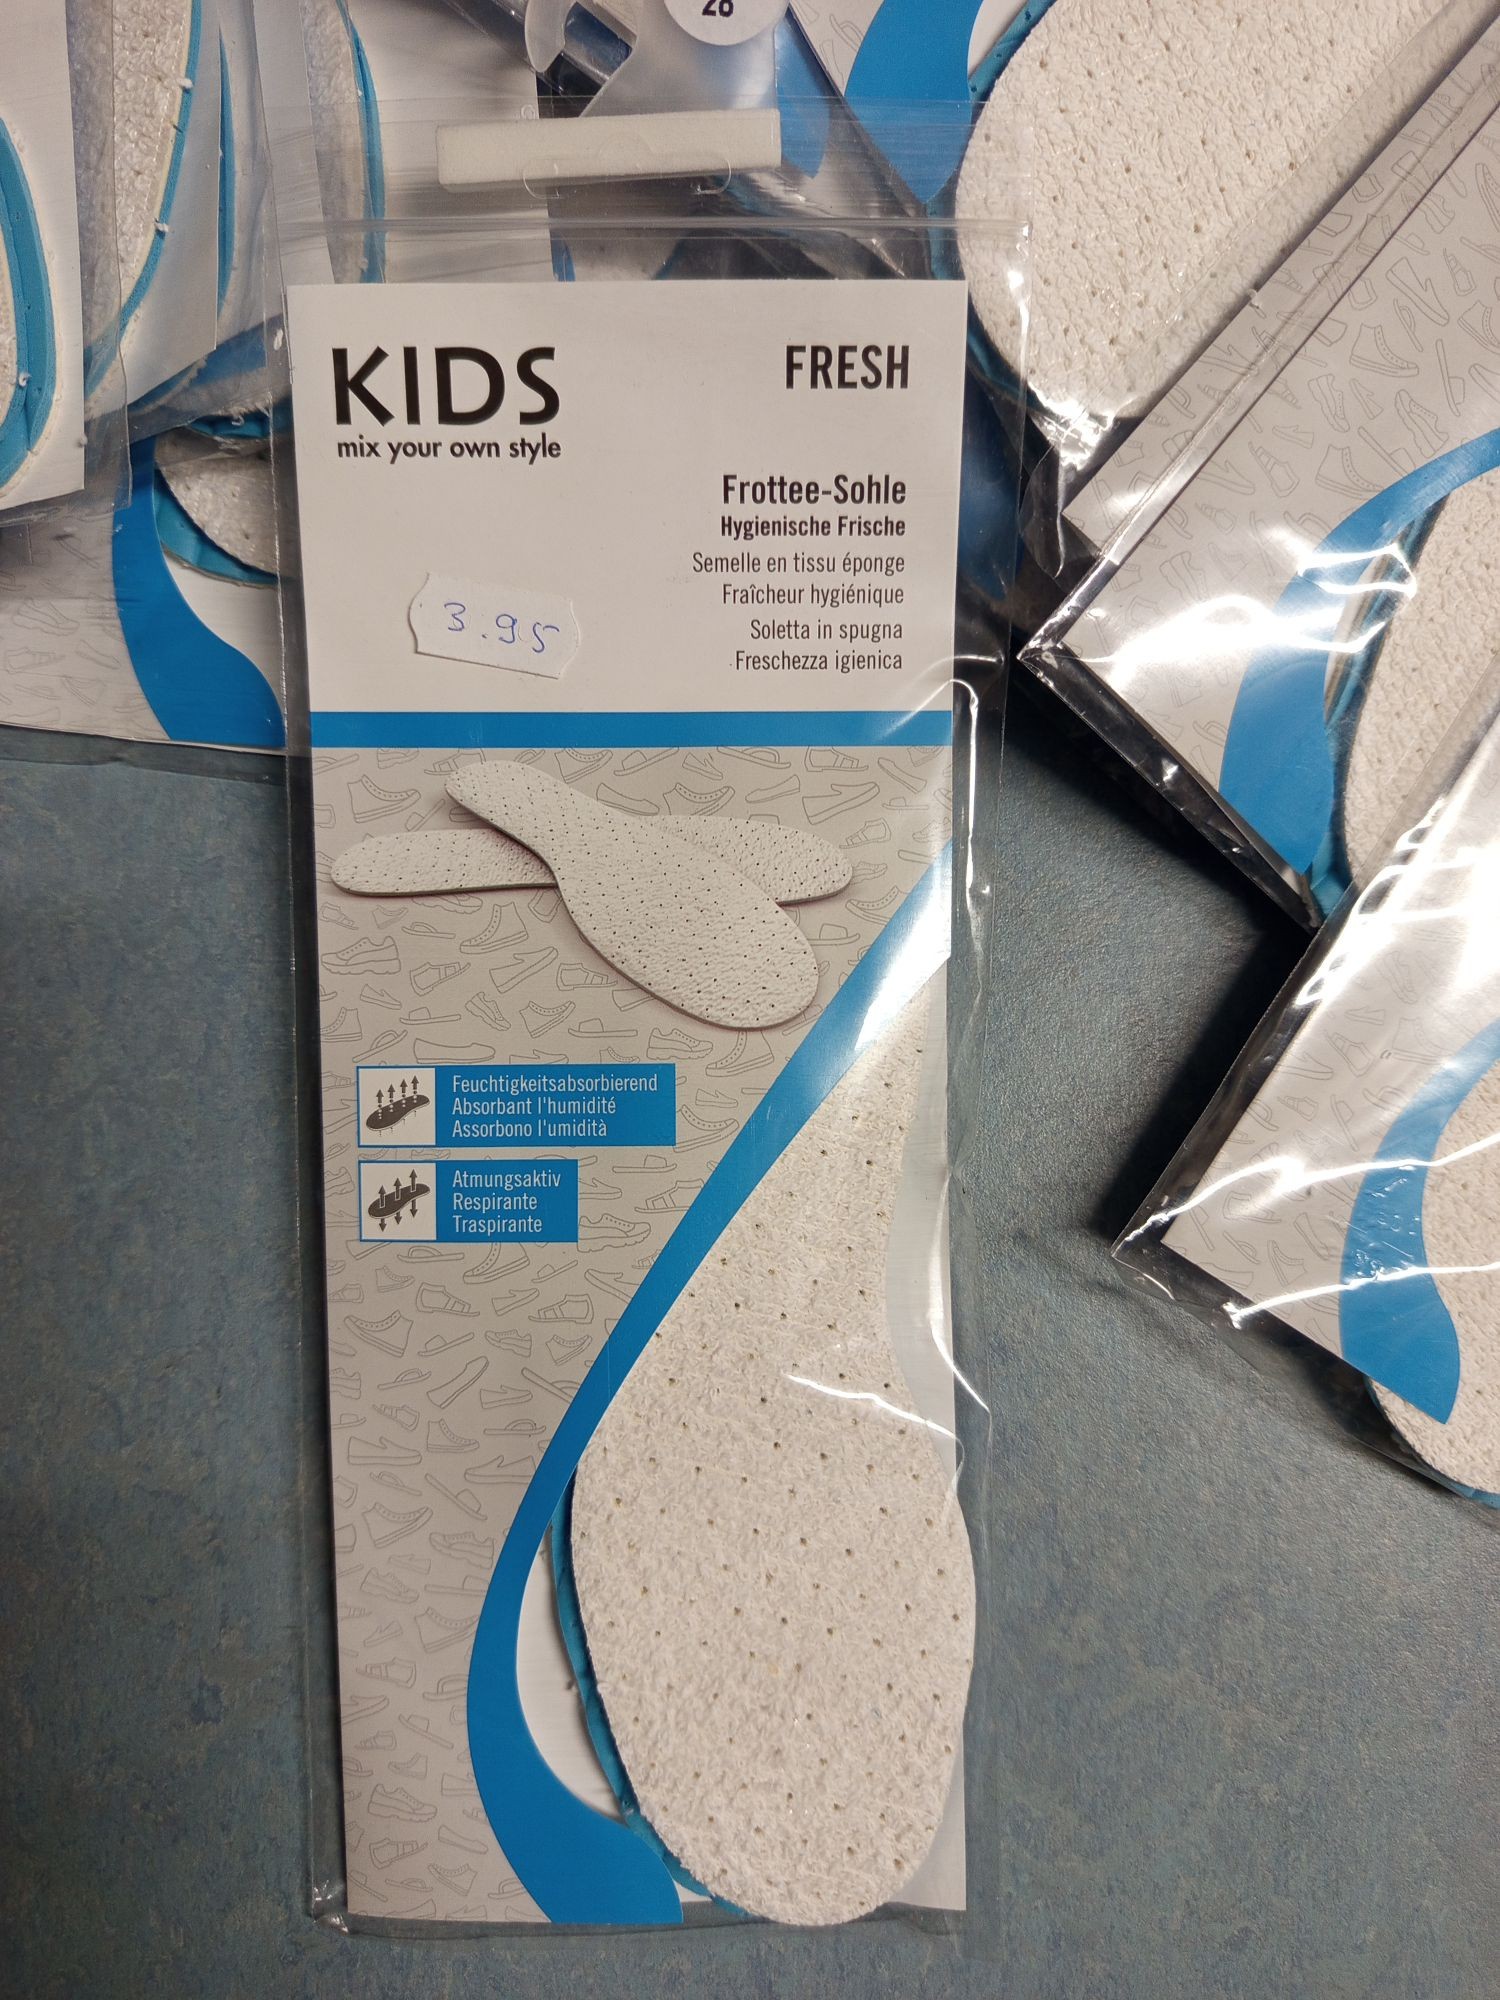 28
KIDS
mix your own style
FRESH
Frottee-Sohle
Hygienische Frische
Semelle en tissu éponge
Fraîcheur hygiénique
Soletta in spugna
Freschezza igienica
3.95
Feuchtigkeitsabsorbierend
Absorbant l'humidité
Assorbono l'umidità
Atmungsaktiv
Respirante
Traspirante